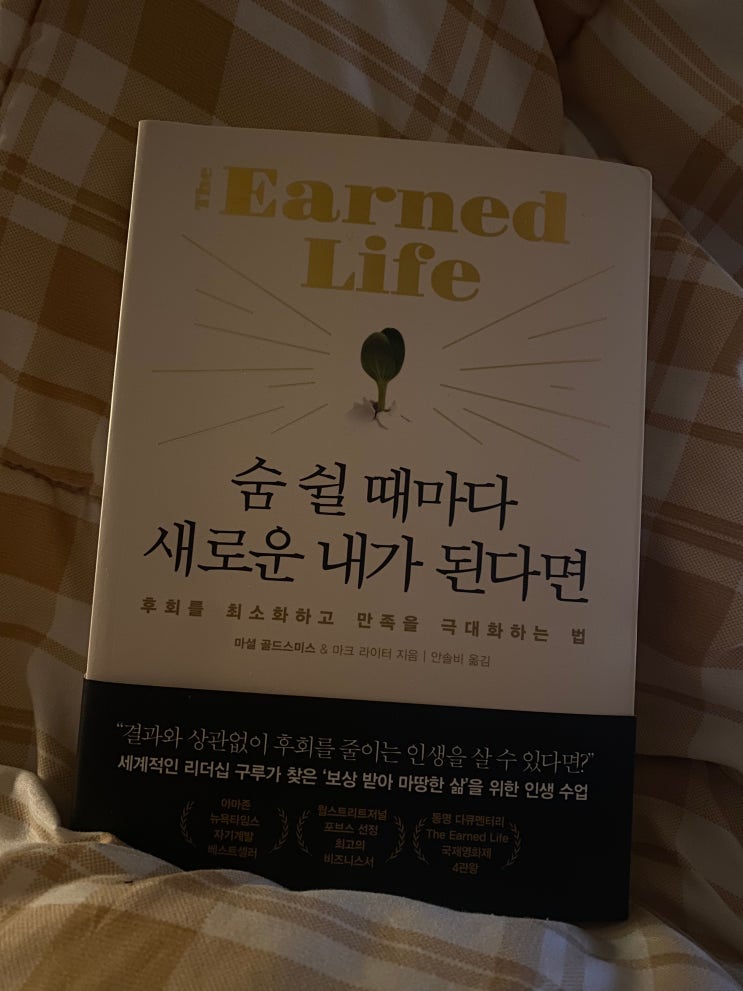 The Earned
Life
숨 쉴 때마다
새로운 내가 된다면
후회를 최소화하고 만족을 극대화하는 법
마셜 골드스미스 & 마크 라이터 지음 | 안솔비 옮김
“결과와 상관없이 후회를 줄이는 인생을 살 수 있다면?”
세계적인 리더십 구루가 찾은 ‘보상 받아 마땅한 삶’을 위한 인생 수업
아마존
뉴욕타임스
자기계발
베스트셀러
월스트리트저널
포브스 선정
최고의
비즈니스서
동명 다큐멘터리
The Earned Life
국제영화제
4관왕